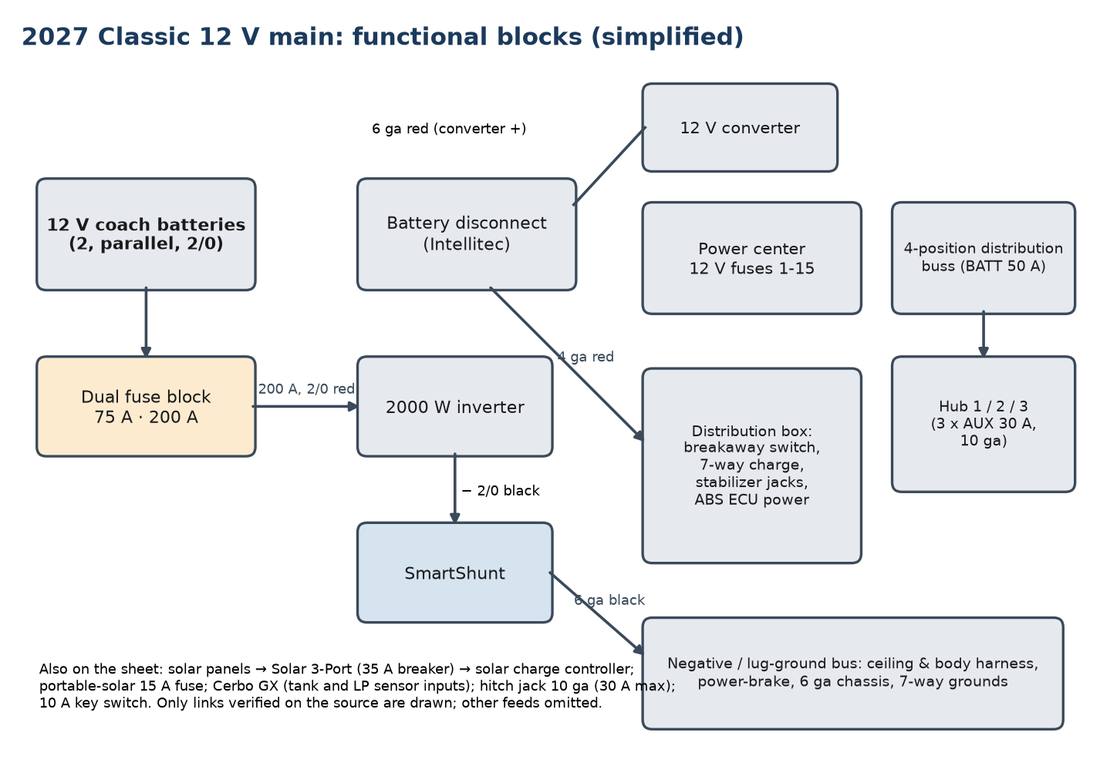 2027 Classic 12 V main: functional blocks (simplified)
6 ga red (converter +)
12 V converter
12 V coach batteries
(2, parallel, 2/0)
Battery disconnect
(Intellitec)
Power center
12 V fuses 1-15
4-position distribution
buss (BATT 50 A)
4 ga red
Dual fuse block
75 A · 200 A
200 A, 2/0 red
2000 W inverter
Distribution box:
breakaway switch,
7-way charge,
stabilizer jacks,
ABS ECU power
Hub 1 / 2 / 3
(3 x AUX 30 A,
10 ga)
− 2/0 black
SmartShunt
6 ga black
Negative / lug-ground bus: ceiling & body harness,
power-brake, 6 ga chassis, 7-way grounds
Also on the sheet: solar panels → Solar 3-Port (35 A breaker) → solar charge controller;
portable-solar 15 A fuse; Cerbo GX (tank and LP sensor inputs); hitch jack 10 ga (30 A max);
10 A key switch. Only links verified on the source are drawn; other feeds omitted.